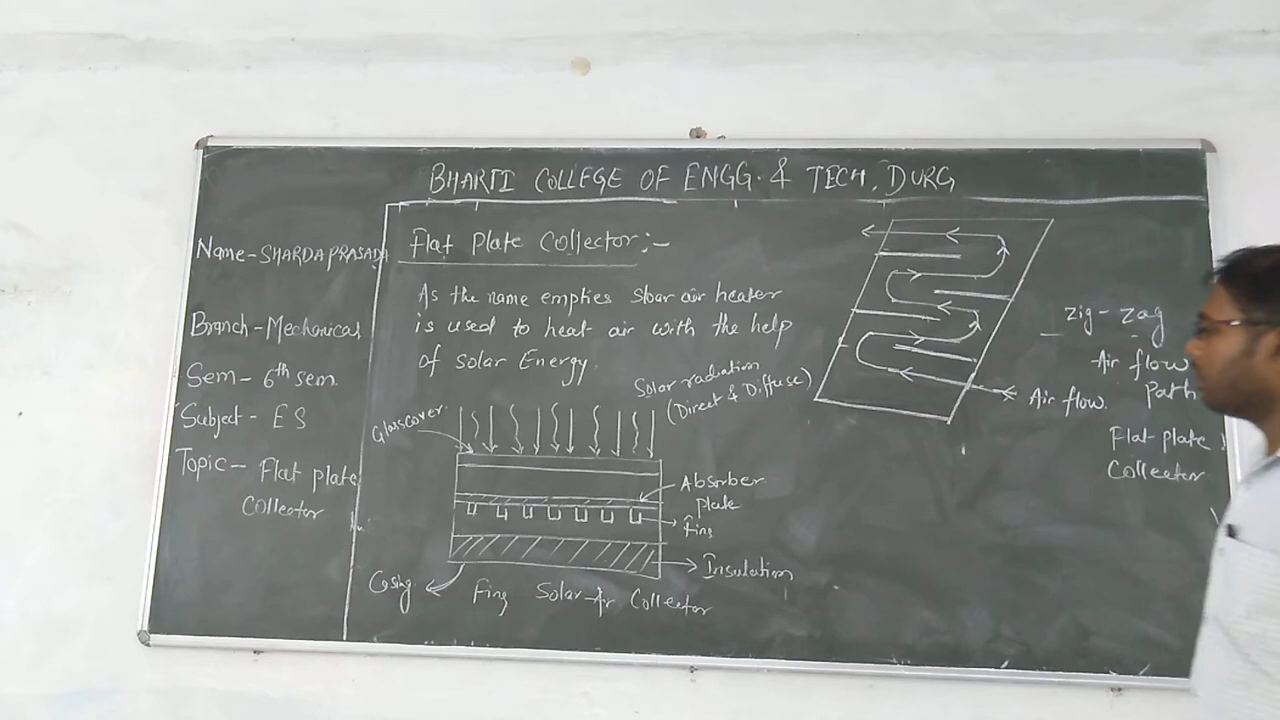 BHARTI COLLEGE OF ENGG. & TECH. DURG
Name - SHARDA PRASAD
Branch - Mechanical
Sem - 6th sem.
Subject - ES
Topic - Flat plate
Collector
Flat Plate Collector :-
As the name empties Sloar air heater
is used to heat air with the help
of solar Energy.
Solar radiation
(Direct & Diffuse)
Glass cover
Absorber
plate
Fins
Insulation
Casing
Fins Solar Air Collector
Air flow.
zig - zag
Air flow
Path
Flat - plate
Collector